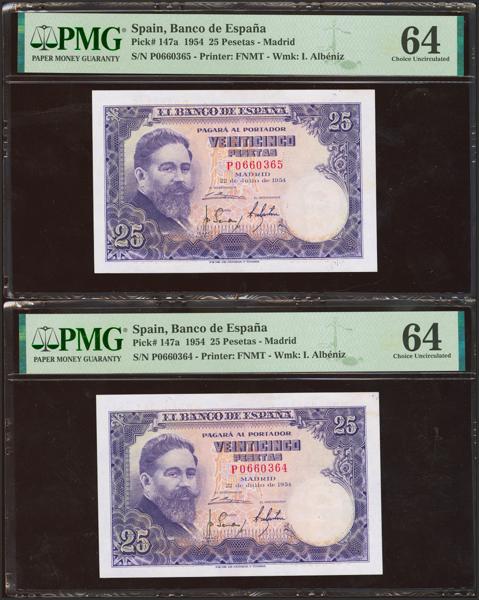 PMG
PAPER MONEY GUARANTY
Spain, Banco de España
Pick# 147a 1954 25 Pesetas - Madrid
S/N P0660365 - Printer: FNMT - Wmk: I. Albéniz
64
Choice Uncirculated
EL BANCO DE ESPAÑA
PAGARÁ AL PORTADOR
25
VEINTICINCO
PESETAS
P0660365
MADRID
22 de Julio de 1954
25
PMG
PAPER MONEY GUARANTY
Spain, Banco de España
Pick# 147a 1954 25 Pesetas - Madrid
S/N P0660364 - Printer: FNMT - Wmk: I. Albéniz
64
Choice Uncirculated
EL BANCO DE ESPAÑA
PAGARÁ AL PORTADOR
25
VEINTICINCO
PESETAS
P0660364
MADRID
22 de Julio de 1954
25